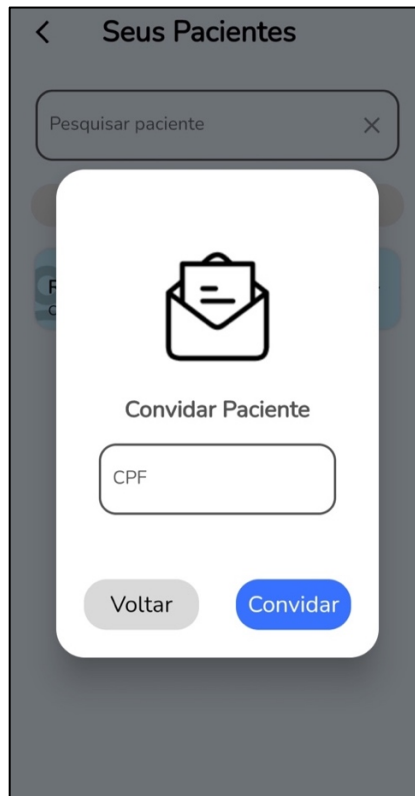 Seus Pacientes
Pesquisar paciente
Convidar Paciente
CPF
Voltar
Convidar